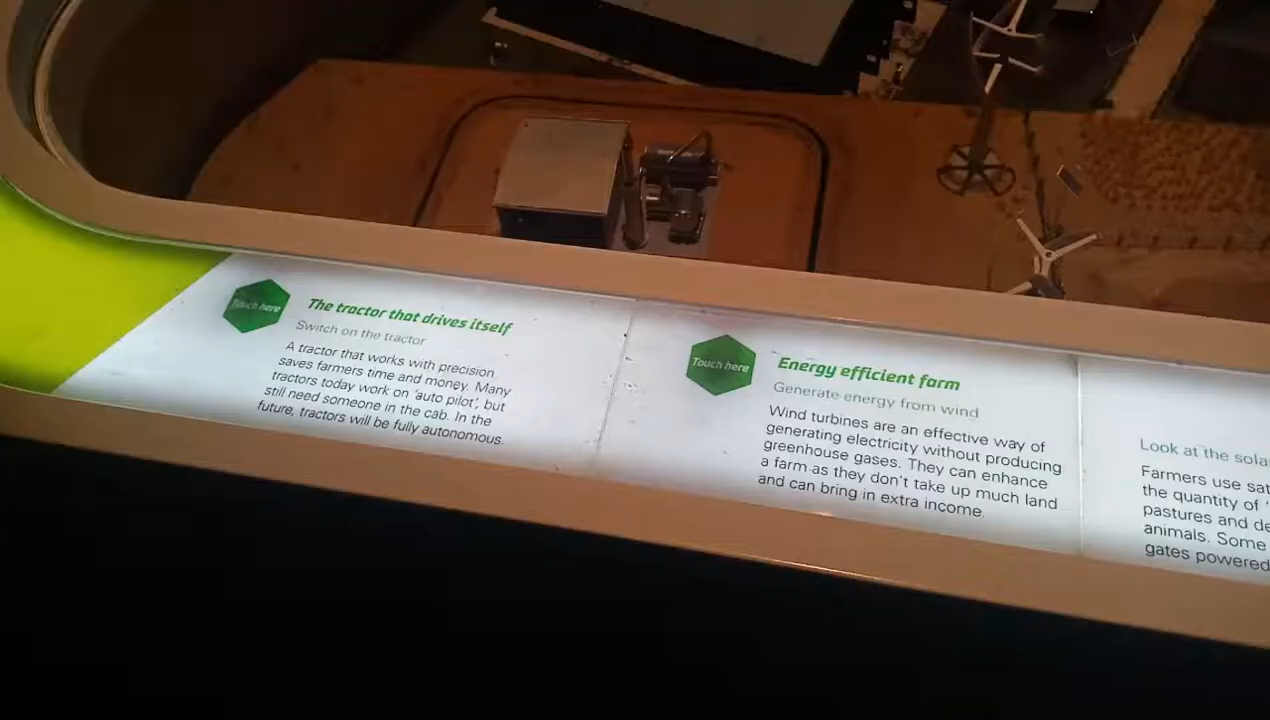 Touch here
The tractor that drives itself
Switch on the tractor
A tractor that works with precision
saves farmers time and money. Many
tractors today work on 'auto pilot', but
still need someone in the cab. In the
future, tractors will be fully autonomous.
Touch here
Energy efficient farm
Generate energy from wind
Wind turbines are an effective way of
generating electricity without producing
greenhouse gases. They can enhance
a farm as they don't take up much land
and can bring in extra income.
Look at the sola
Farmers use sat
the quantity of '
pastures and de
animals. Some
gates powered